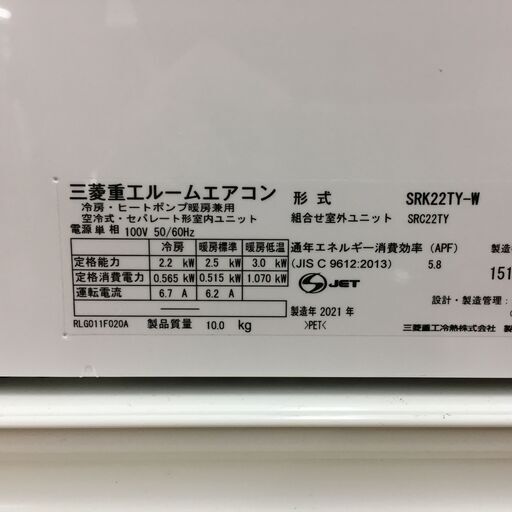 三菱重工ルームエアコン 形式 SRK22TY-W
冷房・ヒートポンプ暖房兼用
空冷式・セパレート形室内ユニット 組合せ室外ユニット SRC22TY
電源 単相 100V 50/60Hz
冷房 暖房標準 暖房低温 通年エネルギー消費効率 (APF) 製造
定格能力 2.2 kW 2.5 kW 3.0 kW (JIS C 9612:2013) 5.8
定格消費電力 0.565 kW 0.515 kW 1.070 kW JET 151
運転電流 6.7 A 6.2 A 設計・製造管理:
製造年 2021 年
RLG011F020A 製品質量 10.0 kg >PET< 三菱重工冷熱株式会社 製